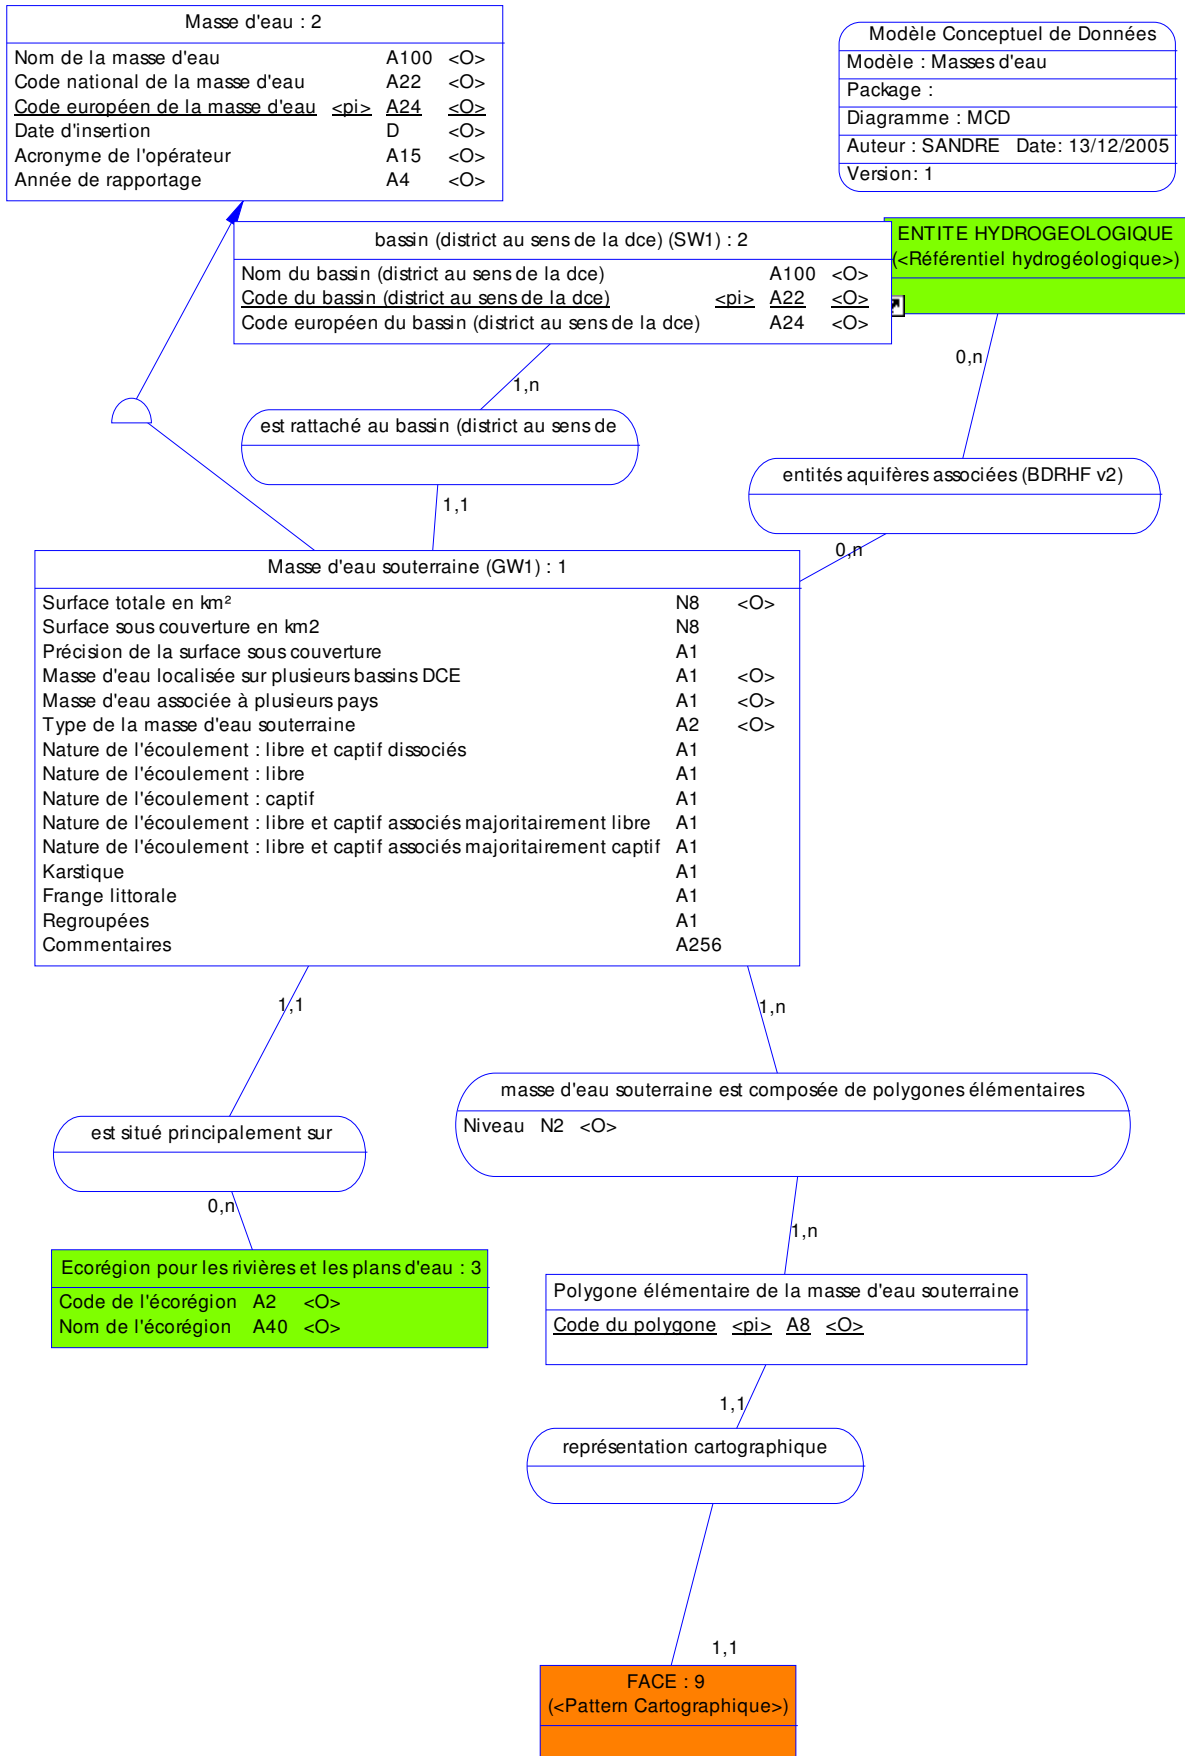 Masse d'eau : 2
Nom de la masse d'eau A100 <O>
Code national de la masse d'eau A22 <O>
Code européen de la masse d'eau <pi> A24 <O>
Date d'insertion D <O>
Acronyme de l'opérateur A15 <O>
Année de rapportage A4 <O>
Modèle Conceptuel de Données
Modèle : Masses d'eau
Package :
Diagramme : MCD
Auteur : SANDRE Date: 13/12/2005
Version: 1
bassin (district au sens de la dce) (SW1) : 2
Nom du bassin (district au sens de la dce) A100 <O>
Code du bassin (district au sens de la dce) <pi> A22 <O>
Code européen du bassin (district au sens de la dce) A24 <O>
ENTITE HYDROGEOLOGIQUE
(<Référentiel hydrogéologique>)
0,n
1,n
est rattaché au bassin (district au sens de
entités aquifères associées (BDRHF v2)
1,1
0,n
Masse d'eau souterraine (GW1) : 1
Surface totale en km² N8 <O>
Surface sous couverture en km2 N8
Précision de la surface sous couverture A1
Masse d'eau localisée sur plusieurs bassins DCE A1 <O>
Masse d'eau associée à plusieurs pays A1 <O>
Type de la masse d'eau souterraine A2 <O>
Nature de l'écoulement : libre et captif dissociés A1
Nature de l'écoulement : libre A1
Nature de l'écoulement : captif A1
Nature de l'écoulement : libre et captif associés majoritairement libre A1
Nature de l'écoulement : libre et captif associés majoritairement captif A1
Karstique A1
Frange littorale A1
Regroupées A1
Commentaires A256
1,1
1,n
masse d'eau souterraine est composée de polygones élémentaires
Niveau N2 <O>
est situé principalement sur
0,n
1,n
Ecorégion pour les rivières et les plans d'eau : 3
Code de l'écorégion A2 <O>
Nom de l'écorégion A40 <O>
Polygone élémentaire de la masse d'eau souterraine
Code du polygone <pi> A8 <O>
1,1
représentation cartographique
1,1
FACE : 9
(<Pattern Cartographique>)